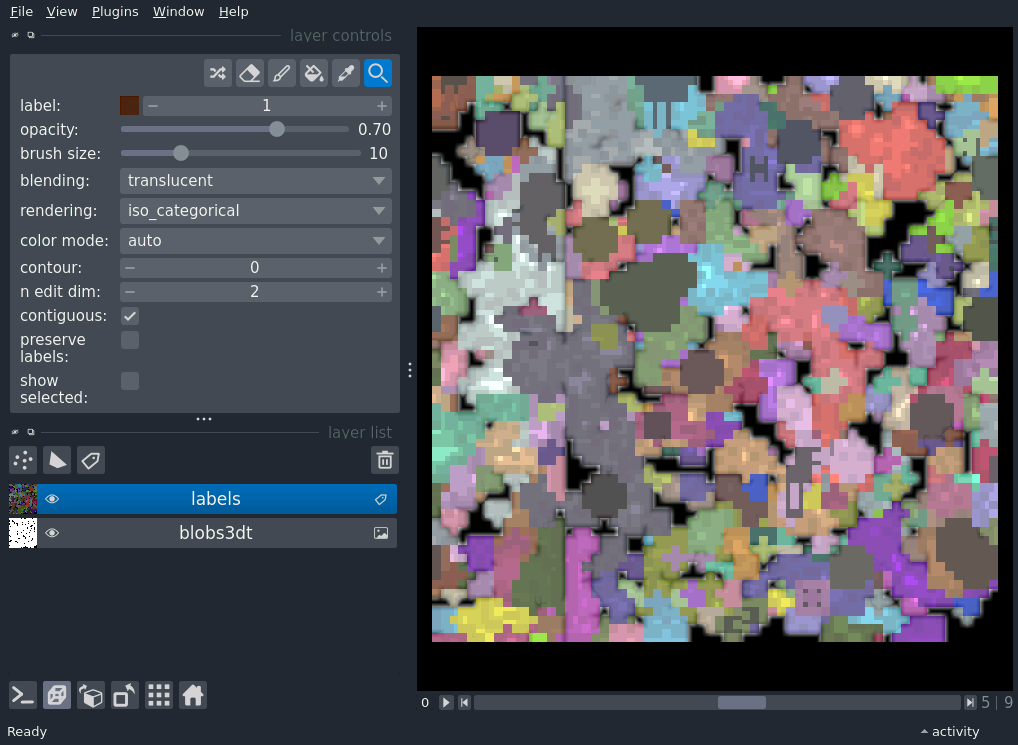 File View Plugins Window Help
layer controls
label: 1
opacity: 0.70
brush size: 10
blending: translucent
rendering: iso_categorical
color mode: auto
contour: 0
n edit dim: 2
contiguous:
preserve
labels:
show
selected:
layer list
labels
blobs3dt
0 5 | 9
Ready activity